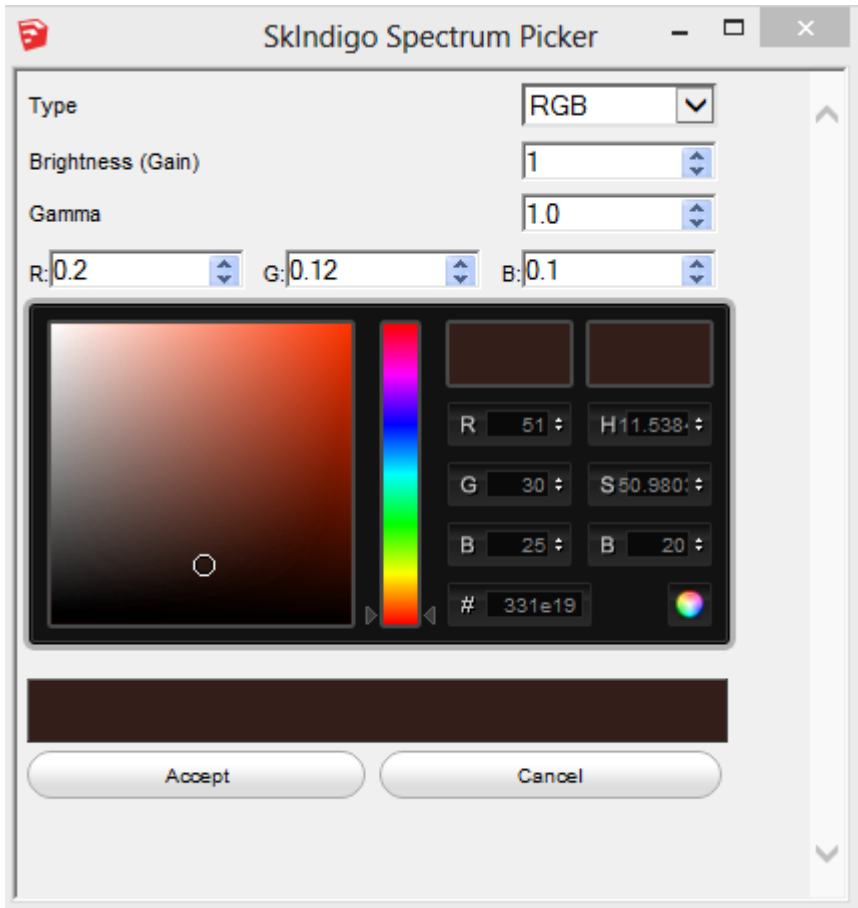 SkIndigo Spectrum Picker
Type RGB
Brightness (Gain) 1
Gamma 1.0
R: 0.2 G: 0.12 B: 0.1
R 51 H 11.538
G 30 S 50.980
B 25 B 20
# 331e19
Accept Cancel